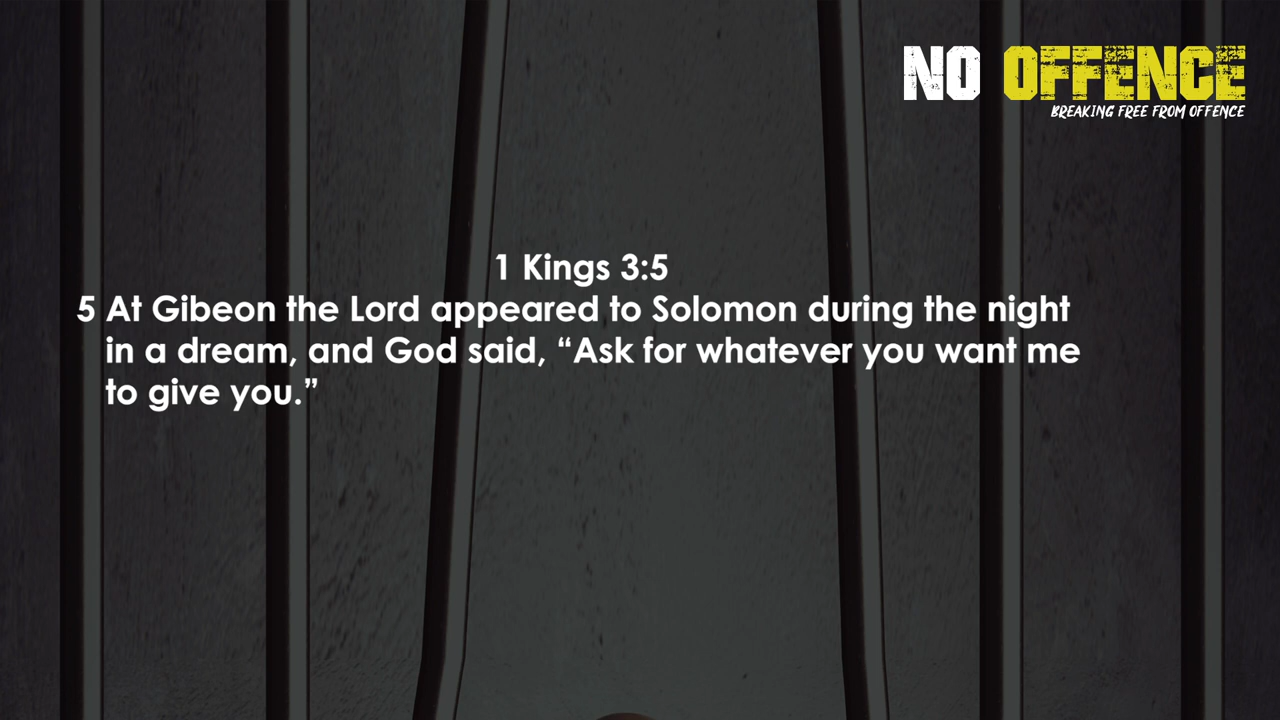 NO OFFENCE
BREAKING FREE FROM OFFENCE
1 Kings 3:5
5 At Gibeon the Lord appeared to Solomon during the night
in a dream, and God said, “Ask for whatever you want me
to give you.”